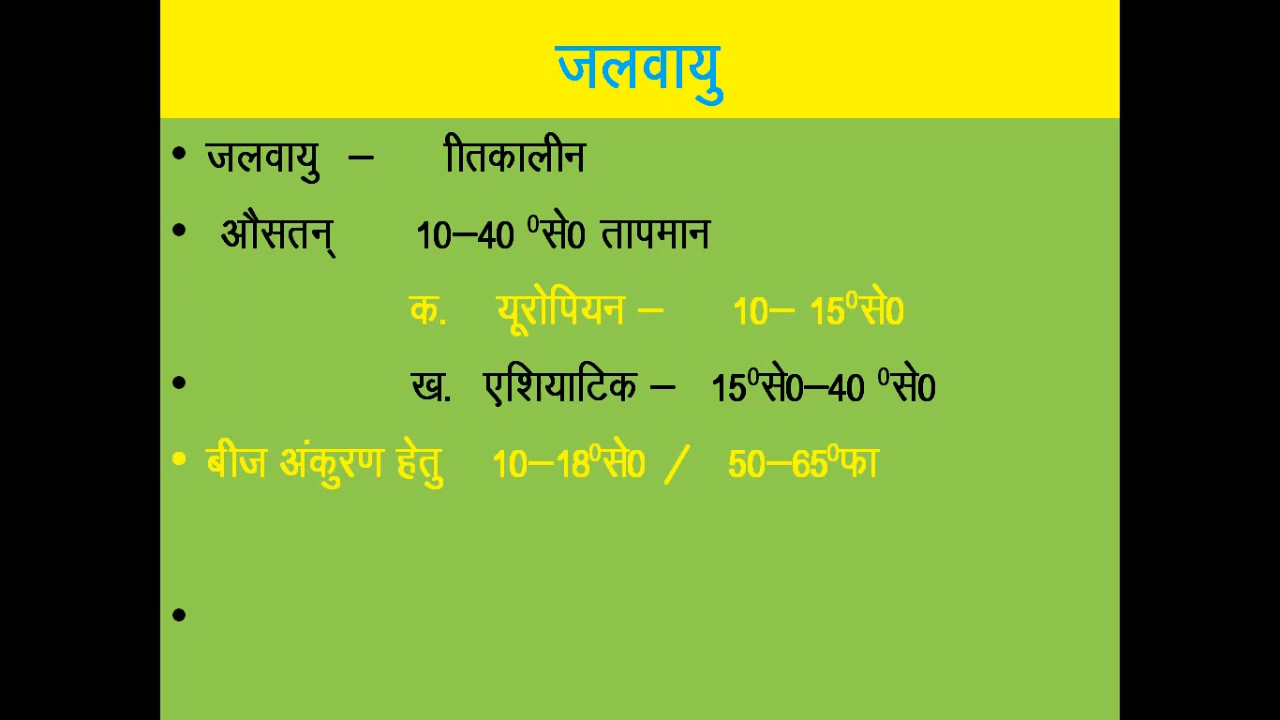 जलवायु
• जलवायु – ाीतकालीन
• औसतन् 10–40 ⁰से0 तापमान
क. यूरोपियन – 10– 15⁰से0
• ख. एशियाटिक – 15⁰से0–40 ⁰से0
• बीज अंकुरण हेतु 10–18⁰से0 / 50–65⁰फा
•